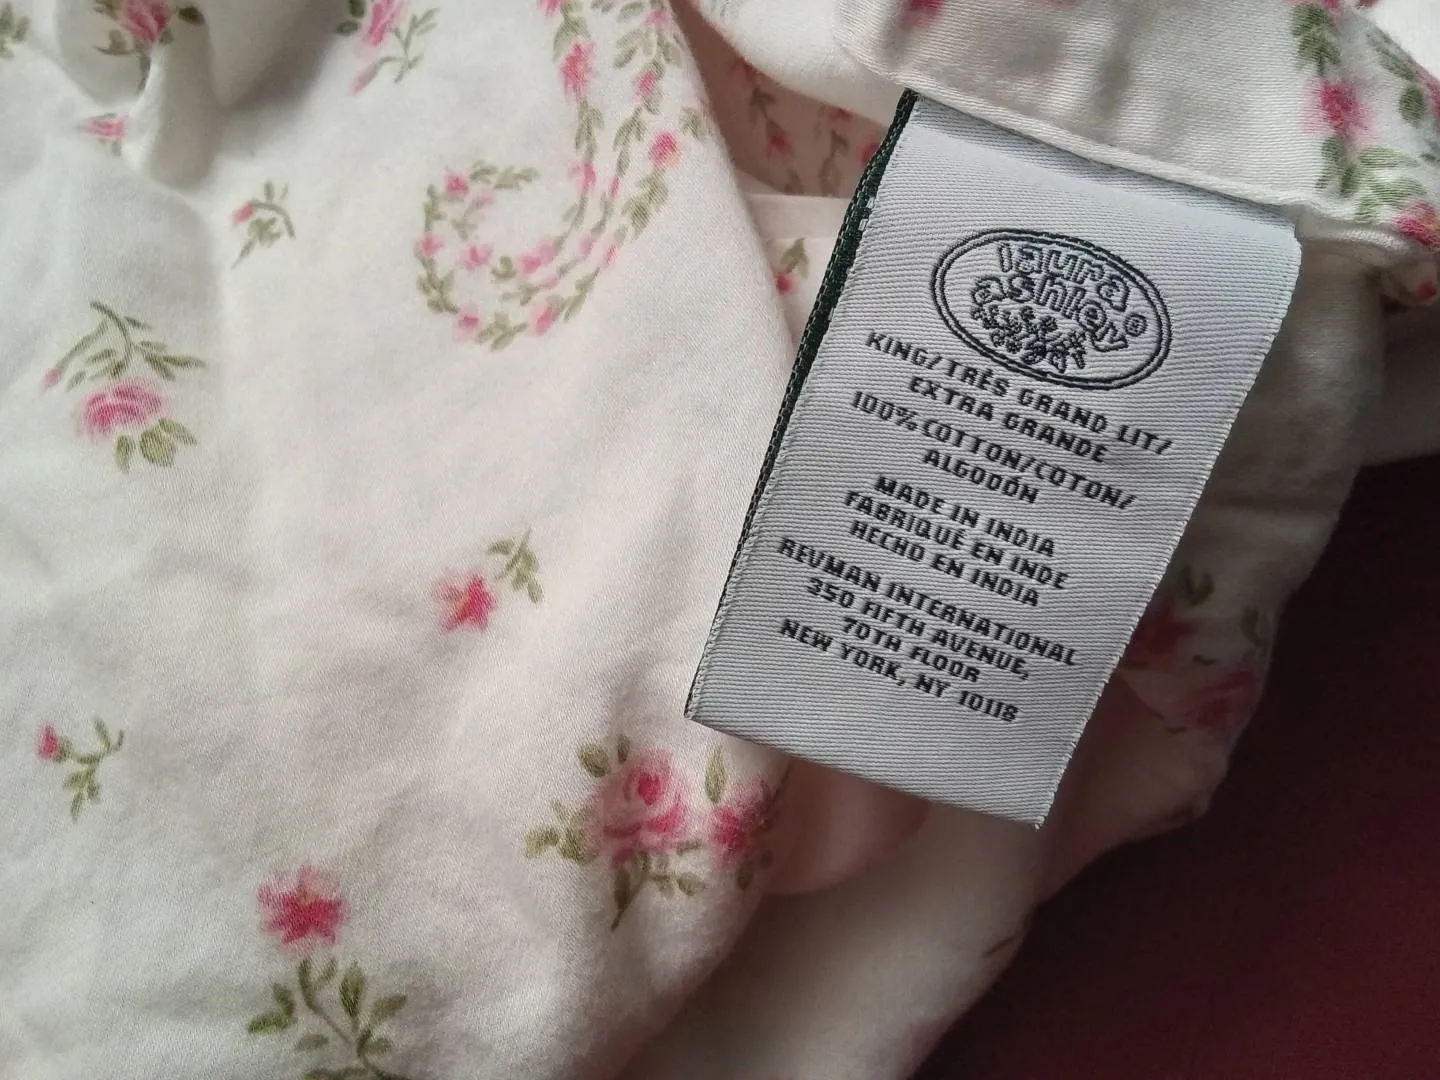 laura
ashley®
KING/TRÈS GRAND LIT/
EXTRA GRANDE
100% COTTON/COTON/
ALGODÓN
MADE IN INDIA
FABRIQUÉ EN INDE
HECHO EN INDIA
REVMAN INTERNATIONAL
350 FIFTH AVENUE,
70TH FLOOR
NEW YORK, NY 10118